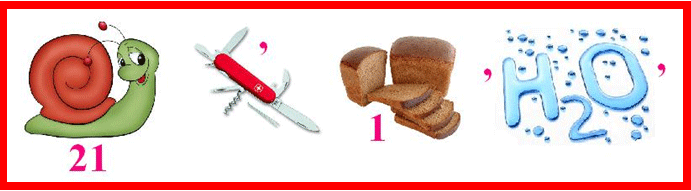 21 , 1 , H2O ,